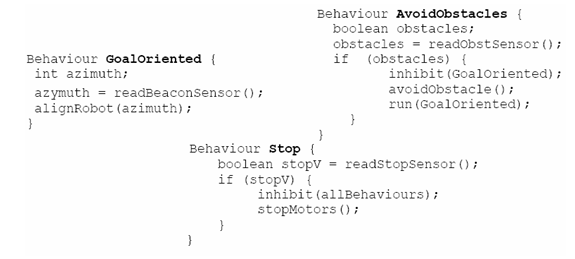 Behaviour GoalOriented {
int azimuth;
azymuth = readBeaconSensor();
alignRobot(azimuth);
}
Behaviour AvoidObstacles {
boolean obstacles;
obstacles = readObstSensor();
if (obstacles) {
inhibit(GoalOriented);
avoidObstacle();
run(GoalOriented);
}
}
Behaviour Stop {
boolean stopV = readStopSensor();
if (stopV) {
inhibit(allBehaviours);
stopMotors();
}
}